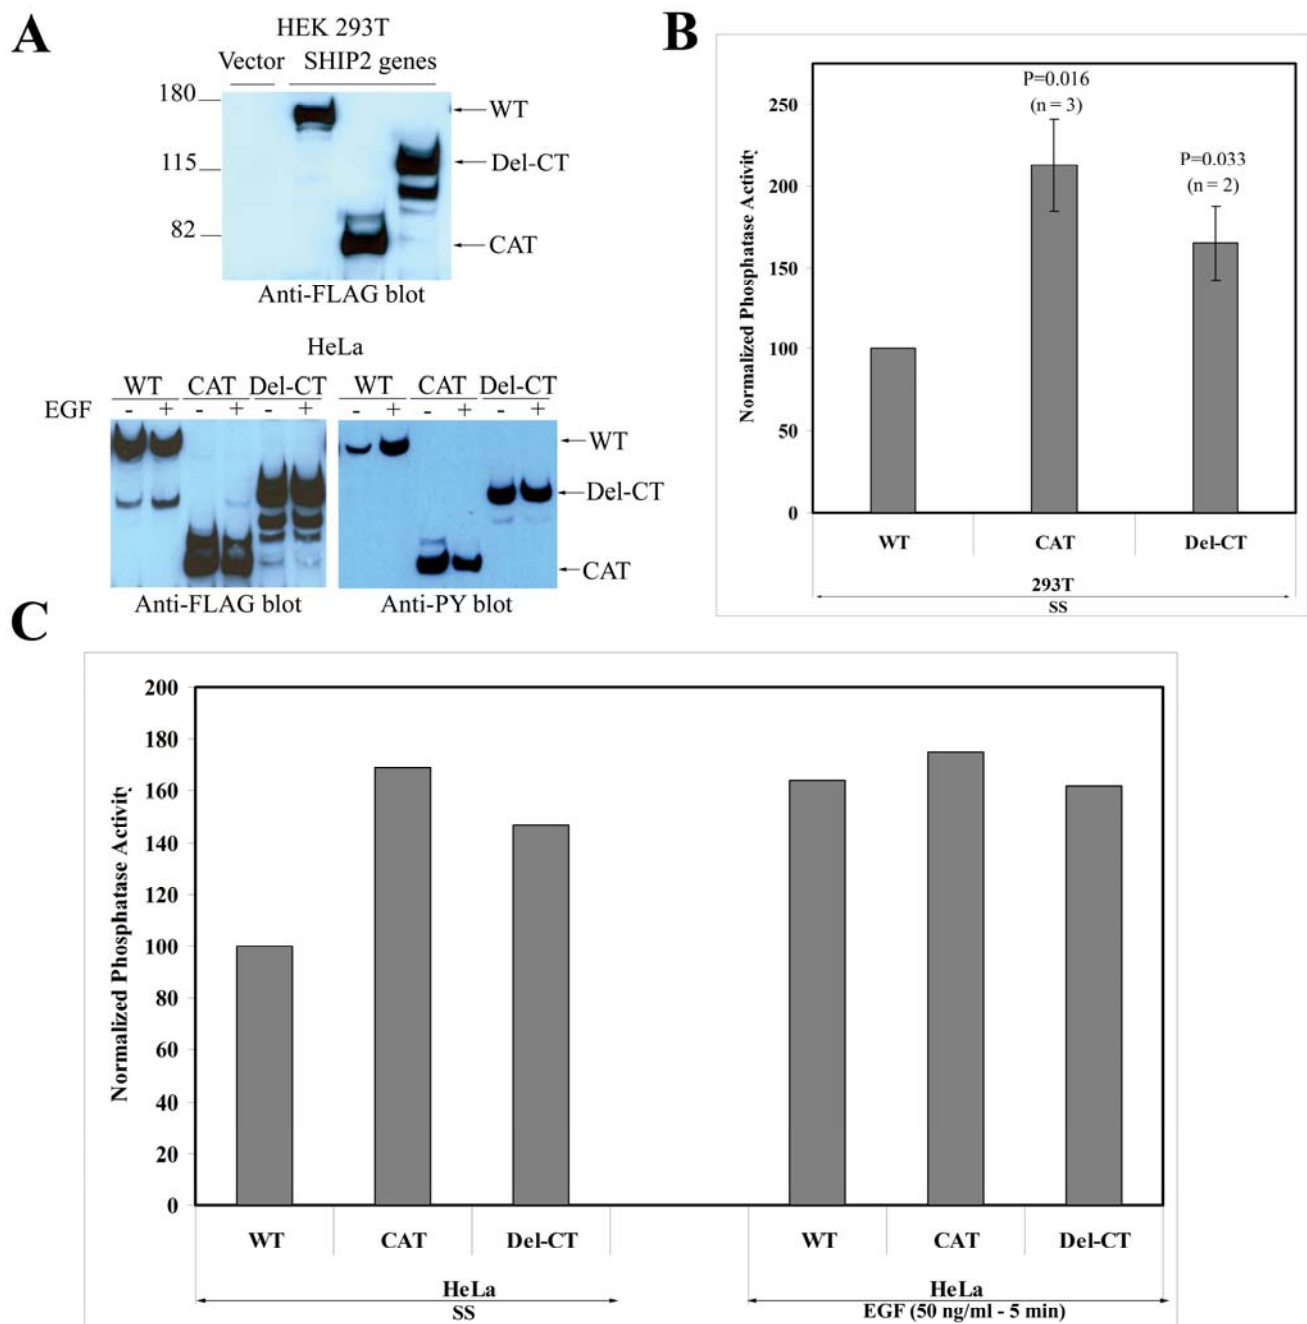 A
HEK 293T
Vector SHIP2 genes
180
115
82
WT
Del-CT
CAT
Anti-FLAG blot
HeLa
WT CAT Del-CT WT CAT Del-CT
EGF - + - + - + - + - + - +
WT
Del-CT
CAT
Anti-FLAG blot Anti-PY blot
B
Normalized Phosphatase Activity
250
200
150
100
50
0
P=0.016
(n = 3)
P=0.033
(n = 2)
WT CAT Del-CT
293T
SS
C
Normalized Phosphatase Activity
200
180
160
140
120
100
80
60
40
20
0
WT CAT Del-CT WT CAT Del-CT
HeLa HeLa
SS EGF (50 ng/ml - 5 min)